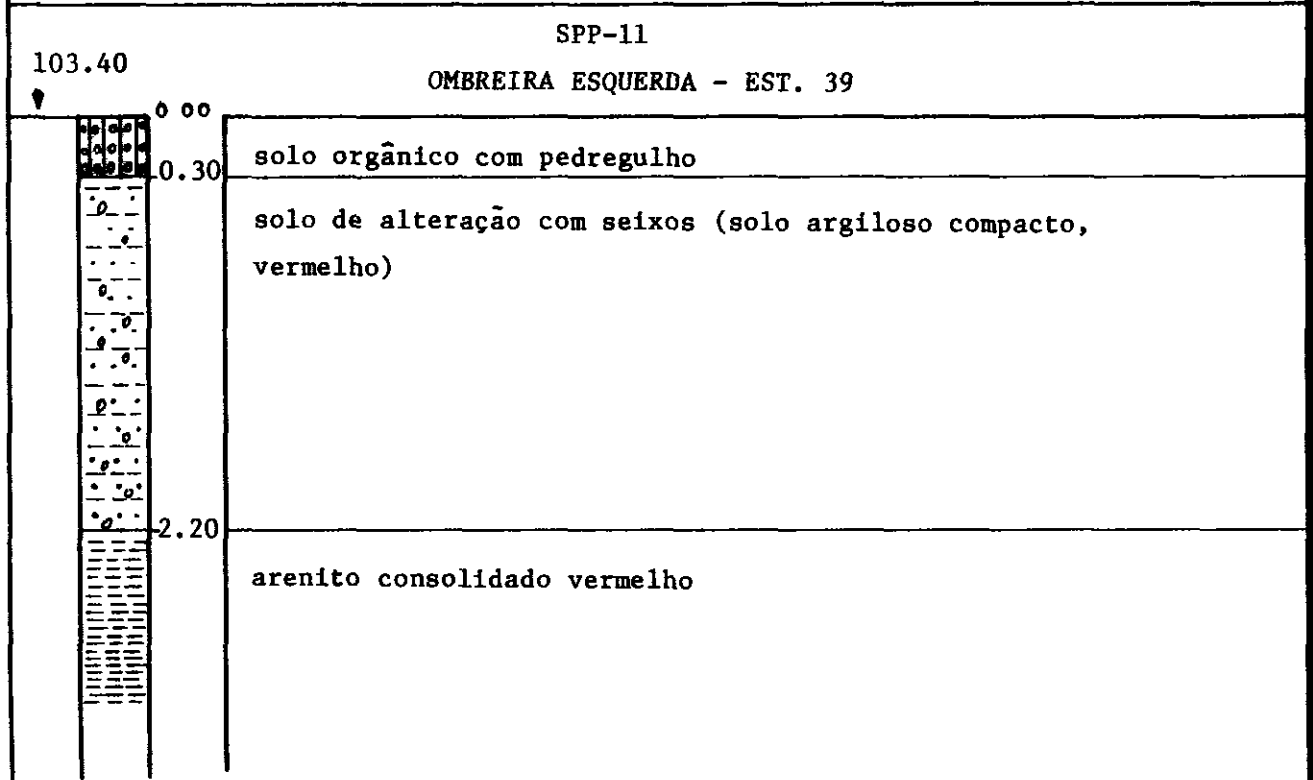 SPP-11
103.40
OMBREIRA ESQUERDA - EST. 39
0 00
solo orgânico com pedregulho
0.30
solo de alteração com seixos (solo argiloso compacto,
vermelho)
2.20
arenito consolidado vermelho